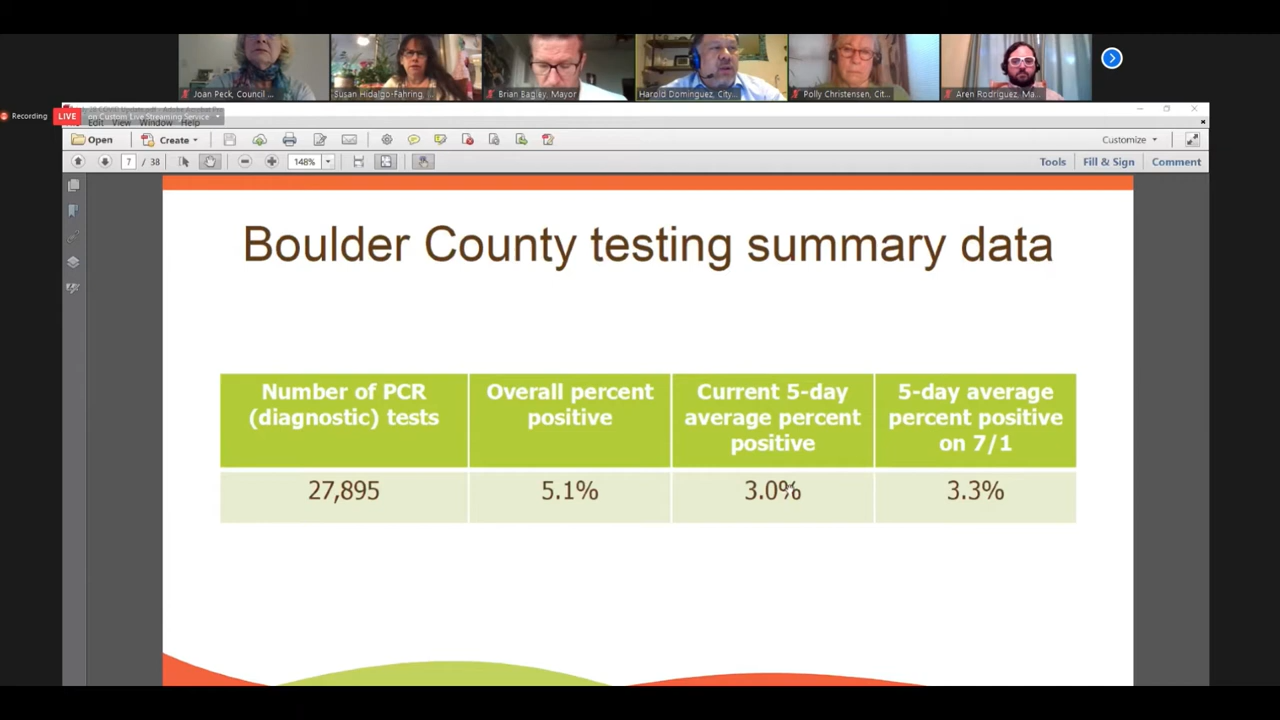 Joan Peck, Council ...
Susan Hidalgo-Fahring, ...
Brian Bagley, Mayor
Harold Dominguez, City...
Polly Christensen, Cit...
Aren Rodriguez, Ma...
Recording
LIVE
on Custom Live Streaming Service
Edit View Window Help
Open
Create
Customize
7 / 38
148%
Tools
Fill & Sign
Comment
Boulder County testing summary data
Number of PCR
(diagnostic) tests
Overall percent
positive
Current 5-day
average percent
positive
5-day average
percent positive
on 7/1
27,895
5.1%
3.0%
3.3%